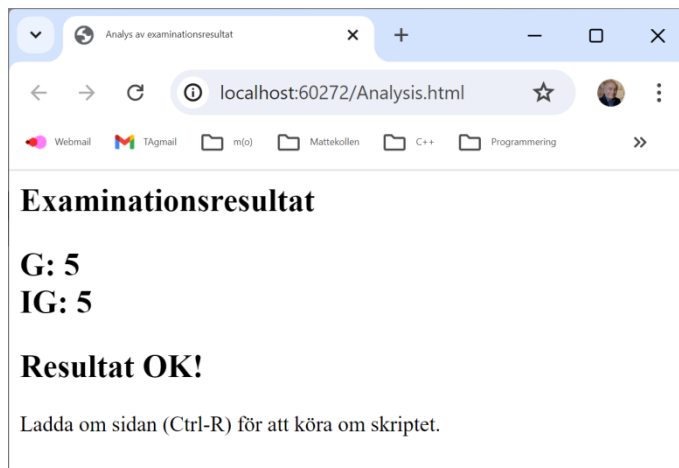 Analys av examinationsresultat
localhost:60272/Analysis.html
Webmail TAgmail m(o) Mattekollen C++ Programmering
Examinationsresultat
G: 5
IG: 5
Resultat OK!
Ladda om sidan (Ctrl-R) för att köra om skriptet.